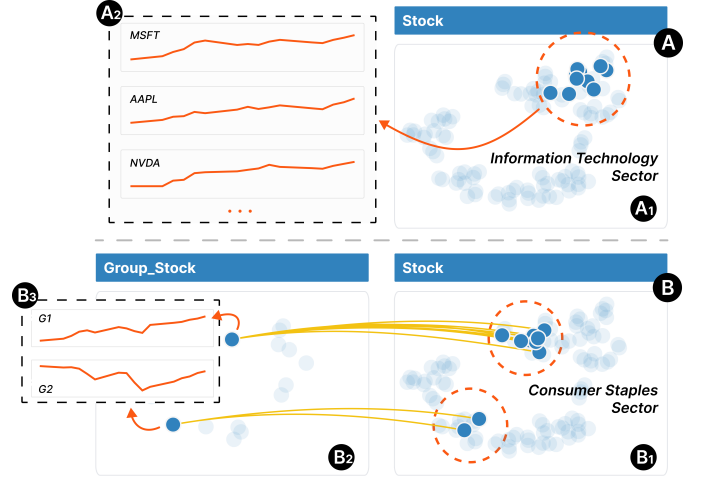 A2
MSFT
AAPL
NVDA
Stock
A
Information Technology
Sector
A1
Group_Stock
Stock
B
B3
G1
G2
B2
Consumer Staples
Sector
B1